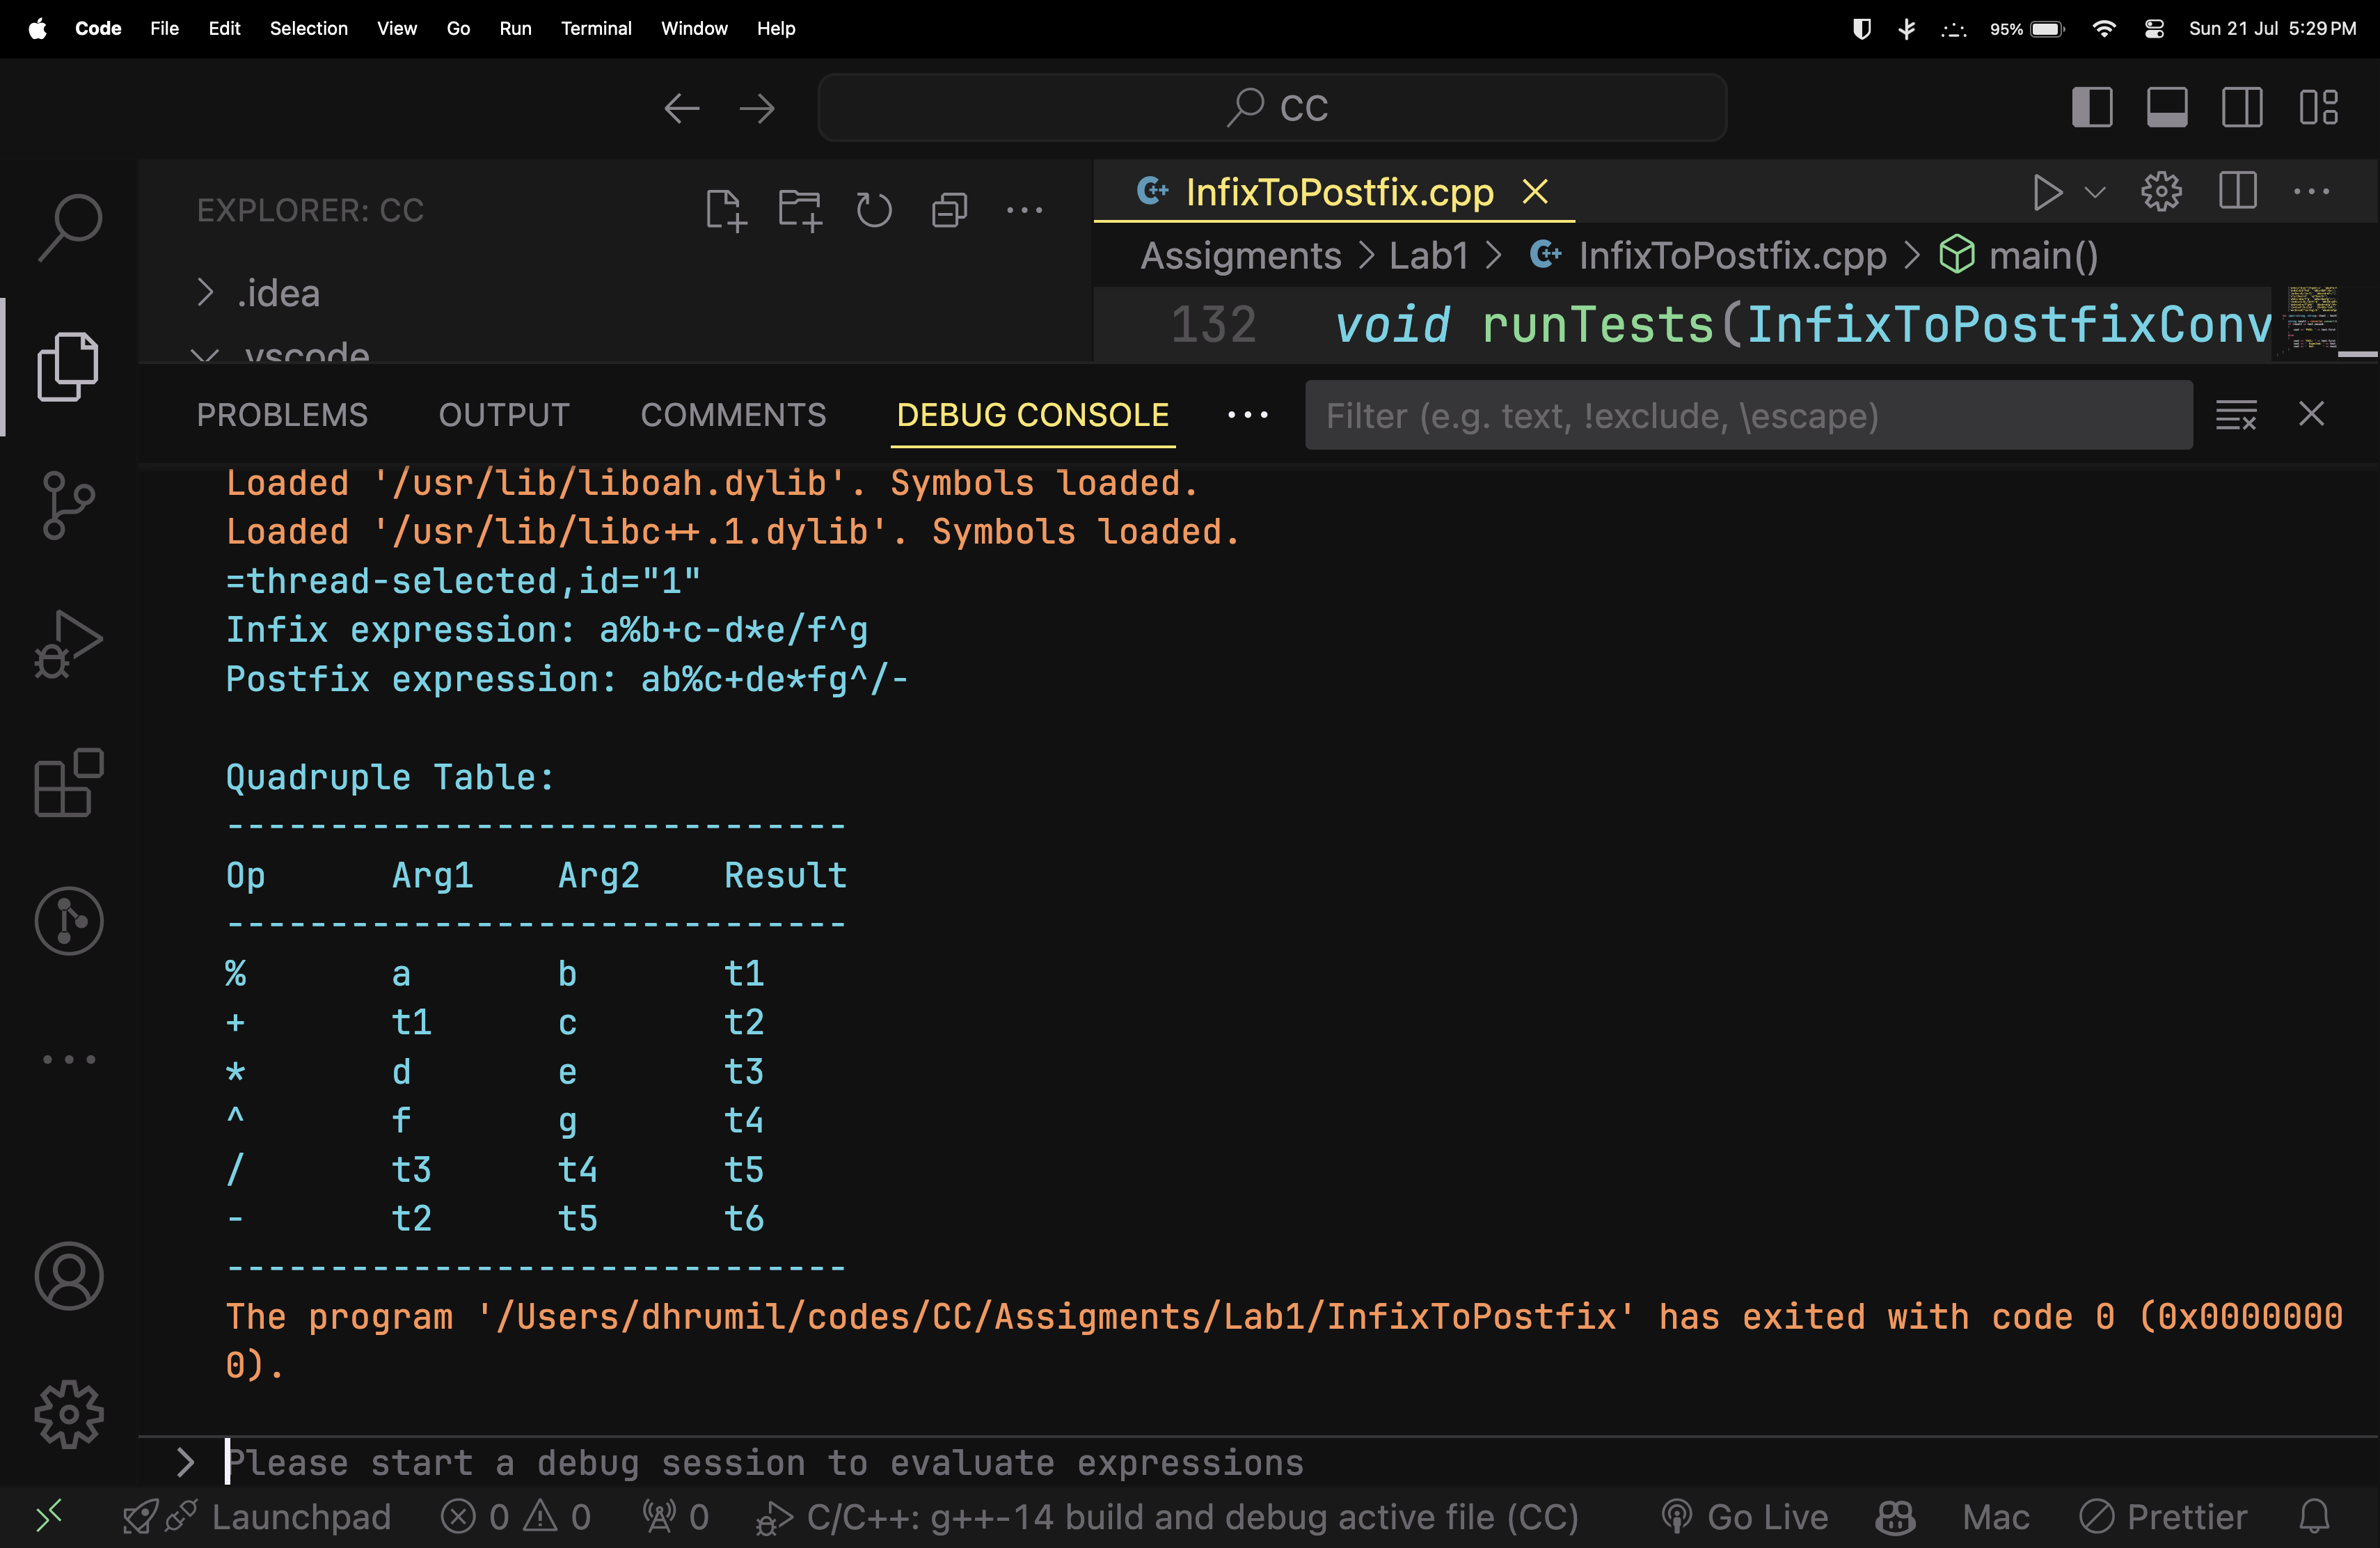 Code File Edit Selection View Go Run Terminal Window Help 95% Sun 21 Jul 5:29 PM
CC
EXPLORER: CC
.idea
.vscode
InfixToPostfix.cpp
Assigments > Lab1 > InfixToPostfix.cpp > main()
132 void runTests(InfixToPostfixConv
PROBLEMS OUTPUT COMMENTS DEBUG CONSOLE ... Filter (e.g. text, !exclude, \escape)
Loaded '/usr/lib/liboah.dylib'. Symbols loaded.
Loaded '/usr/lib/libc++.1.dylib'. Symbols loaded.
=thread-selected,id="1"
Infix expression: a%b+c-d*e/f^g
Postfix expression: ab%c+de*fg^/-
Quadruple Table:
------------------------------
Op Arg1 Arg2 Result
------------------------------
% a b t1
+ t1 c t2
* d e t3
^ f g t4
/ t3 t4 t5
- t2 t5 t6
------------------------------
The program '/Users/dhrumil/codes/CC/Assigments/Lab1/InfixToPostfix' has exited with code 0 (0x0000000
0).
> Please start a debug session to evaluate expressions
Launchpad 0 0 0 C/C++: g++-14 build and debug active file (CC) Go Live Mac Prettier